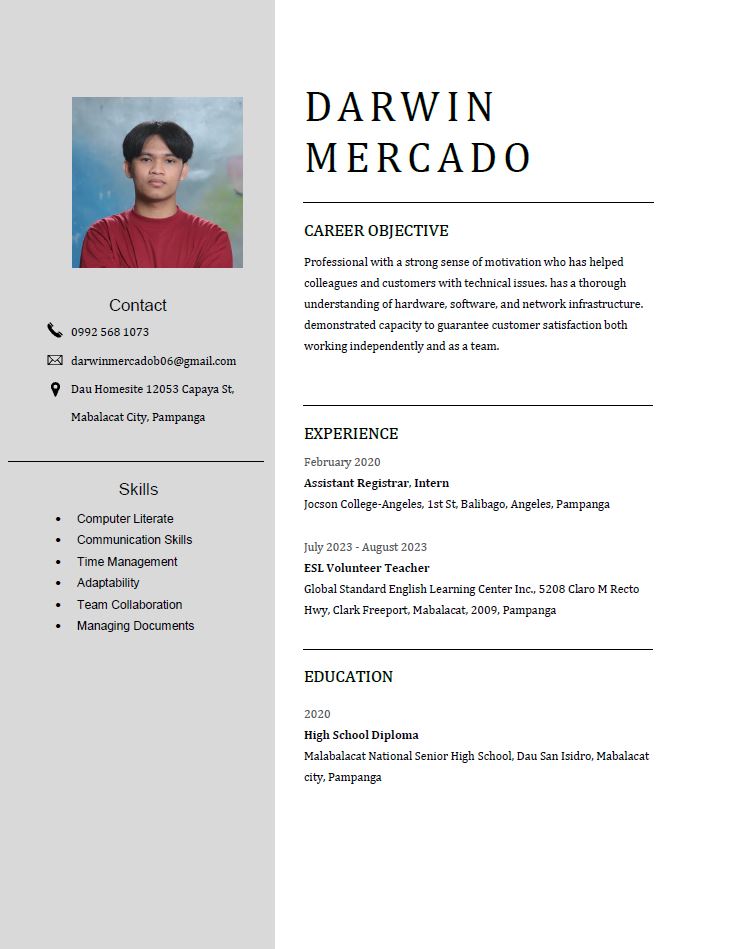 DARWIN
MERCADO
Contact
0992 568 1073
darwinmercadob06@gmail.com
Dau Homesite 12053 Capaya St,
Mabalacat City, Pampanga
Skills
• Computer Literate
• Communication Skills
• Time Management
• Adaptability
• Team Collaboration
• Managing Documents
CAREER OBJECTIVE
Professional with a strong sense of motivation who has helped
colleagues and customers with technical issues. has a thorough
understanding of hardware, software, and network infrastructure.
demonstrated capacity to guarantee customer satisfaction both
working independently and as a team.
EXPERIENCE
February 2020
Assistant Registrar, Intern
Jocson College-Angeles, 1st St, Balibago, Angeles, Pampanga
July 2023 - August 2023
ESL Volunteer Teacher
Global Standard English Learning Center Inc., 5208 Claro M Recto
Hwy, Clark Freeport, Mabalacat, 2009, Pampanga
EDUCATION
2020
High School Diploma
Malabalacat National Senior High School, Dau San Isidro, Mabalacat
city, Pampanga